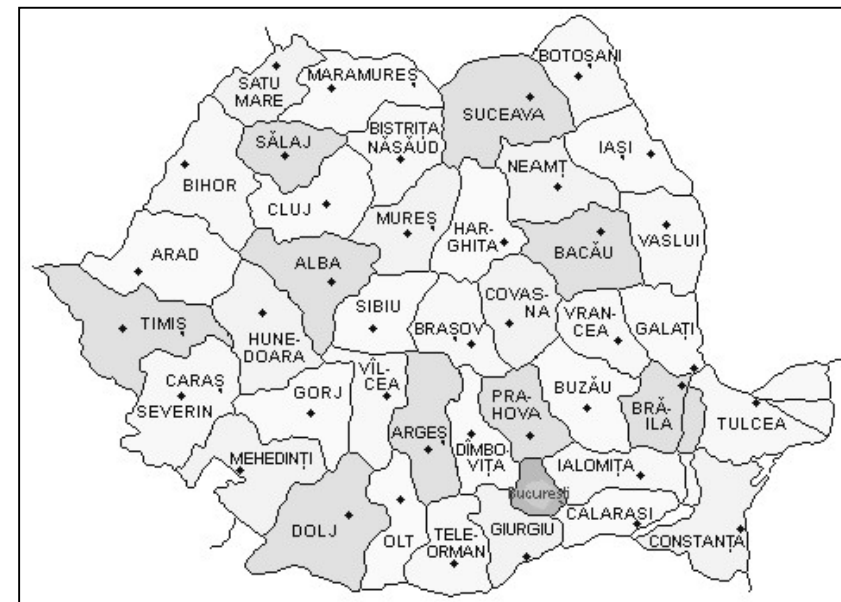 BOTOȘANI
SATU
MARE
MARAMUREȘ
SUCEAVA
SĂLAJ
BISTRIȚA
NĂSĂUD
IAȘI
NEAMȚ
BIHOR
CLUJ
MUREȘ
HAR-
GHITA
BACĂU
VASLUI
ARAD
ALBA
TIMIȘ
HUNE-
DOARA
SIBIU
BRAȘOV
COVAS-
NA
VRAN-
CEA
GALAȚI
CARAȘ
SEVERIN
GORJ
VÎL-
CEA
ARGEȘ
PRA-
HOVA
BUZĂU
BRĂ-
ILA
TULCEA
MEHEDINȚI
DÎMBO-
VIȚA
IALOMIȚA
București
CALARASI
DOLJ
OLT
TELE-
ORMAN
GIURGIU
CONSTANȚA